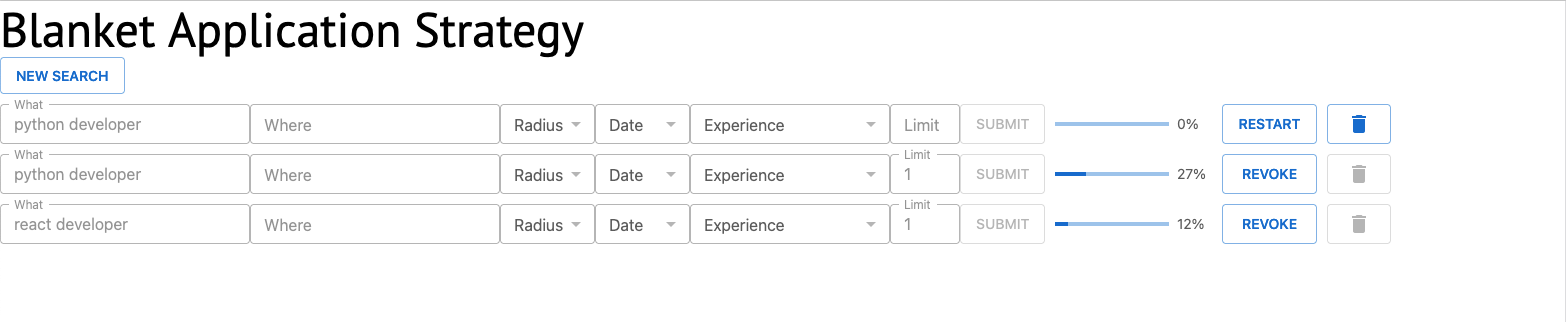 Blanket Application Strategy
NEW SEARCH
What
python developer Where Radius Date Experience Limit SUBMIT 0% RESTART
What Limit
python developer Where Radius Date Experience 1 SUBMIT 27% REVOKE
What Limit
react developer Where Radius Date Experience 1 SUBMIT 12% REVOKE